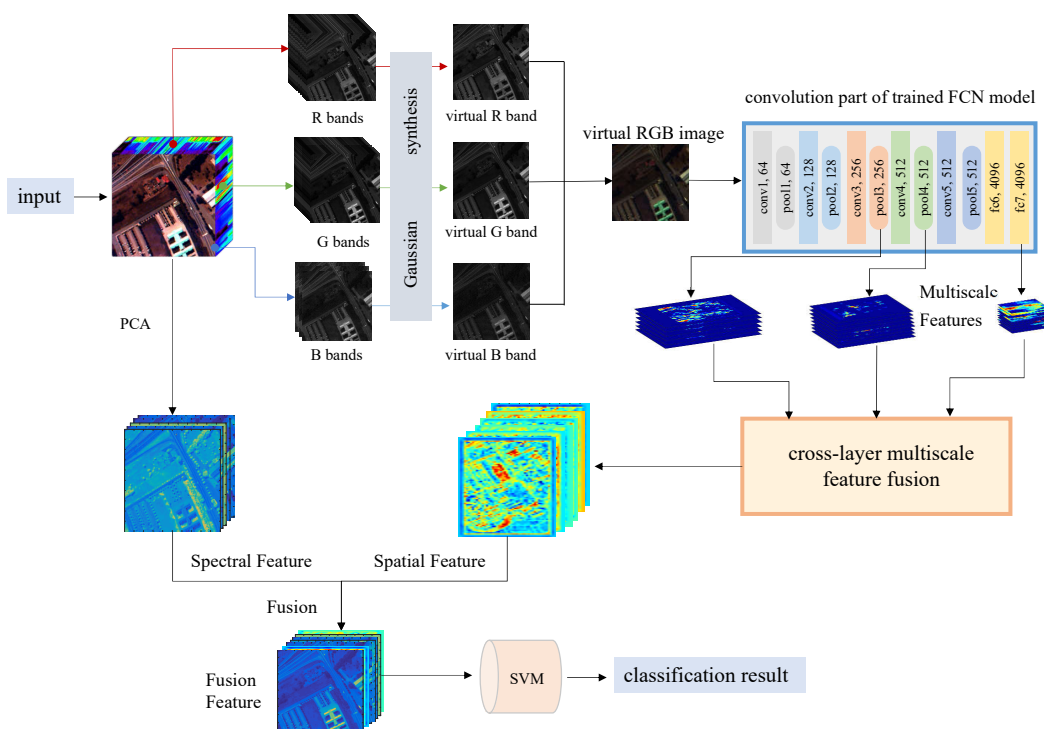 input
R bands
G bands
B bands
Gaussian synthesis
virtual R band
virtual G band
virtual B band
virtual RGB image
convolution part of trained FCN model
conv1, 64
pool1, 64
conv2, 128
pool2, 128
conv3, 256
pool3, 256
conv4, 512
pool4, 512
conv5, 512
pool5, 512
fc6, 4096
fc7, 4096
Multiscale
Features
PCA
cross-layer multiscale
feature fusion
Spectral Feature
Spatial Feature
Fusion
Fusion
Feature
SVM
classification result